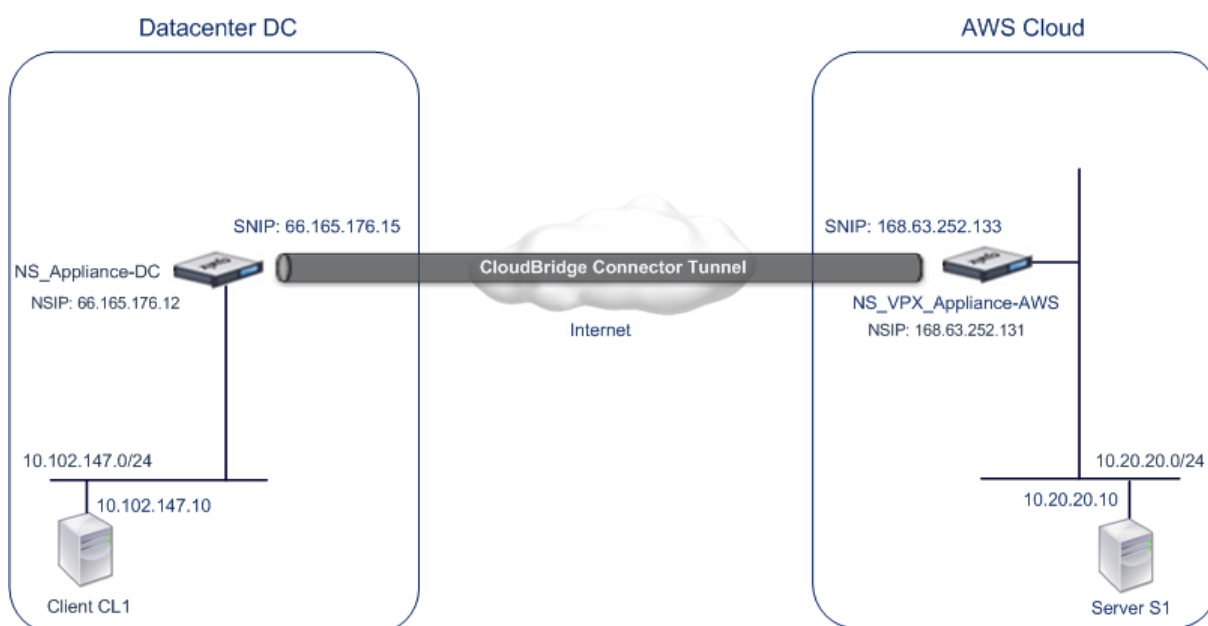 Datacenter DC
AWS Cloud
SNIP: 66.165.176.15
SNIP: 168.63.252.133
CloudBridge Connector Tunnel
NS_Appliance-DC
NSIP: 66.165.176.12
Internet
NS_VPX_Appliance-AWS
NSIP: 168.63.252.131
10.102.147.0/24
10.102.147.10
Client CL1
10.20.20.0/24
10.20.20.10
Server S1